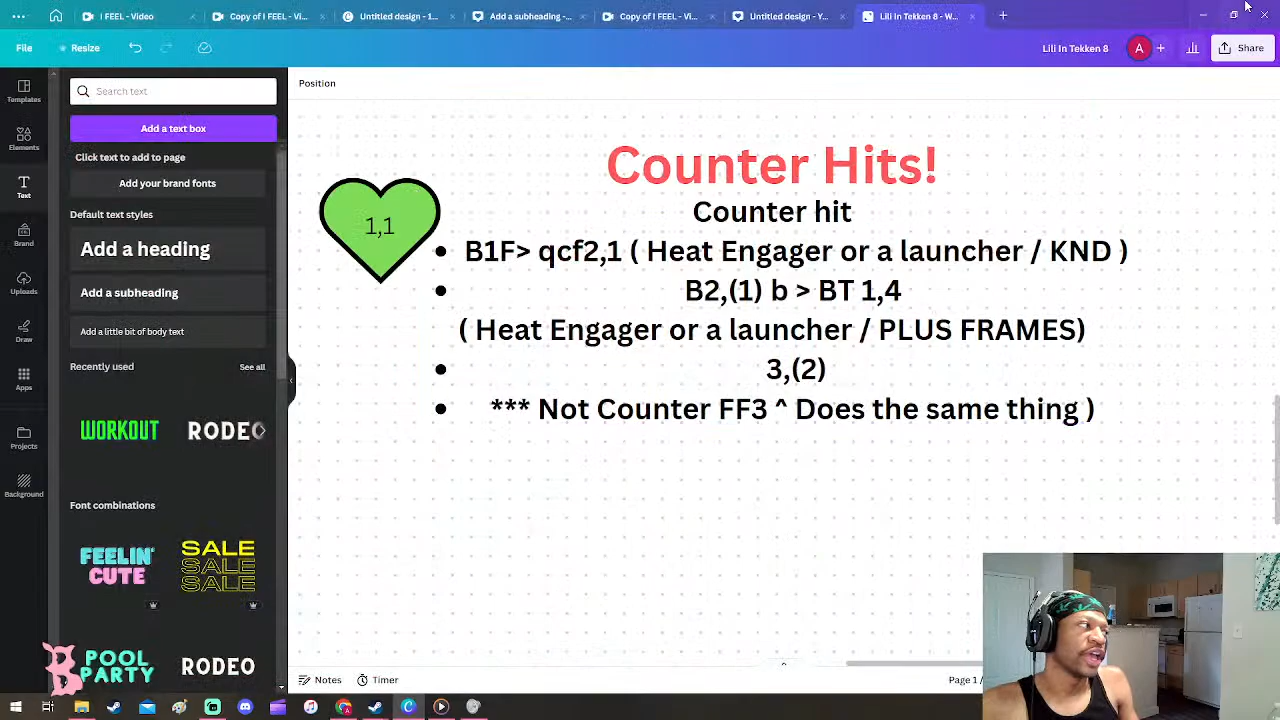 I FEEL - Video
Copy of I FEEL - Video
Untitled design - 1...
Add a subheading -...
Copy of I FEEL - Vi...
Untitled design - Y...
Lili In Tekken 8 - W...
File
Resize
Lili In Tekken 8
A
Share
Templates
Elements
Text
Brand
Uploads
Draw
Apps
Projects
Background
Search text
Add a text box
Click text to add to page
Add your brand fonts
Default text styles
Add a heading
Add a subheading
Add a little bit of body text
Recently used
See all
WORKOUT
RODEO
Font combinations
FEELIN'
CUTE
SALE
SALE
SALE
POOL
PARTY
RODEO
B
Position
Counter Hits!
1,1
Counter hit
• B1F> qcf2,1 ( Heat Engager or a launcher / KND )
• B2,(1) b > BT 1,4
( Heat Engager or a launcher / PLUS FRAMES)
• 3,(2)
• *** Not Counter FF3 ^ Does the same thing )
Notes
Timer
Page 1 /